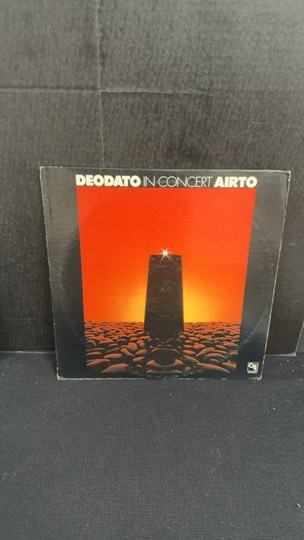 DEODATO IN CONCERT AIRTO